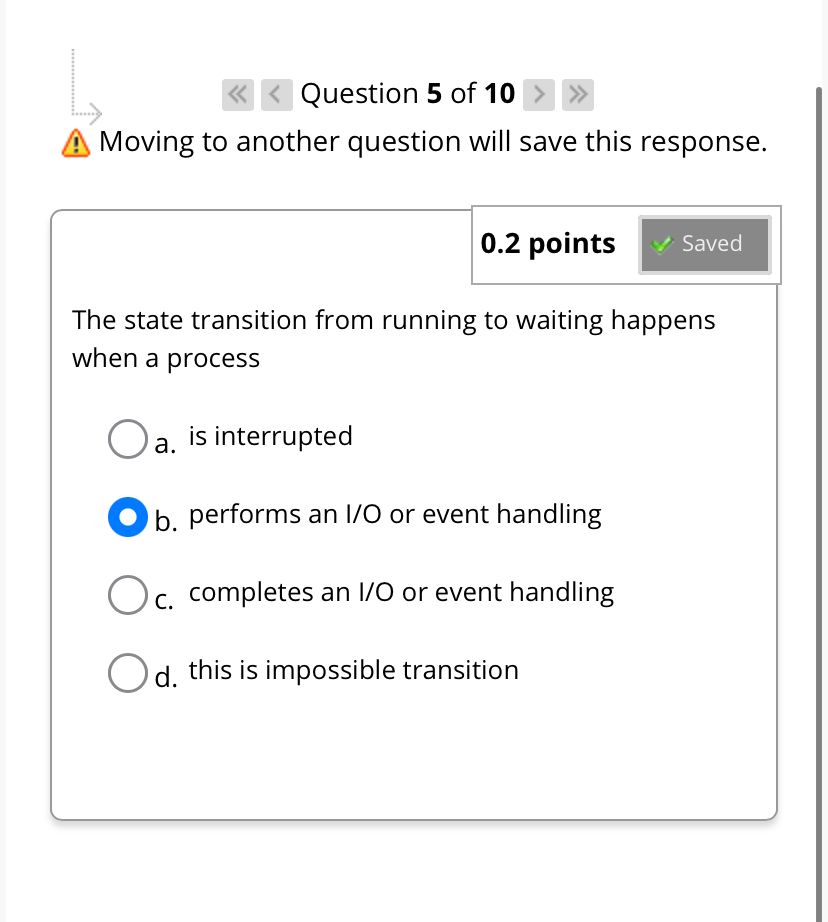 Question 5 of 10
Moving to another question will save this response.
0.2 points
Saved
The state transition from running to waiting happens
when a process
a. is interrupted
b. performs an I/O or event handling
c. completes an I/O or event handling
d. this is impossible transition